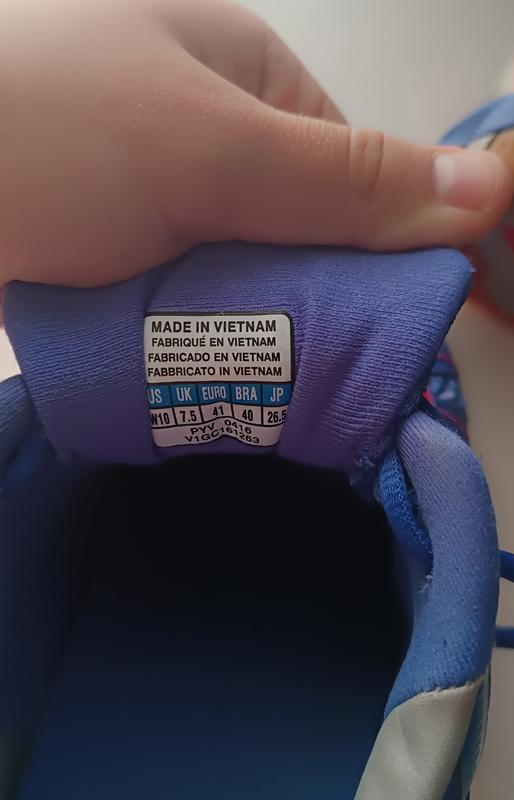 MADE IN VIETNAM
FABRIQUÉ EN VIETNAM
FABRICADO EN VIETNAM
FABBRICATO IN VIETNAM
US UK EURO BRA JP
W10 7.5 41 40 26.5
PYV 0416
V1GC161263